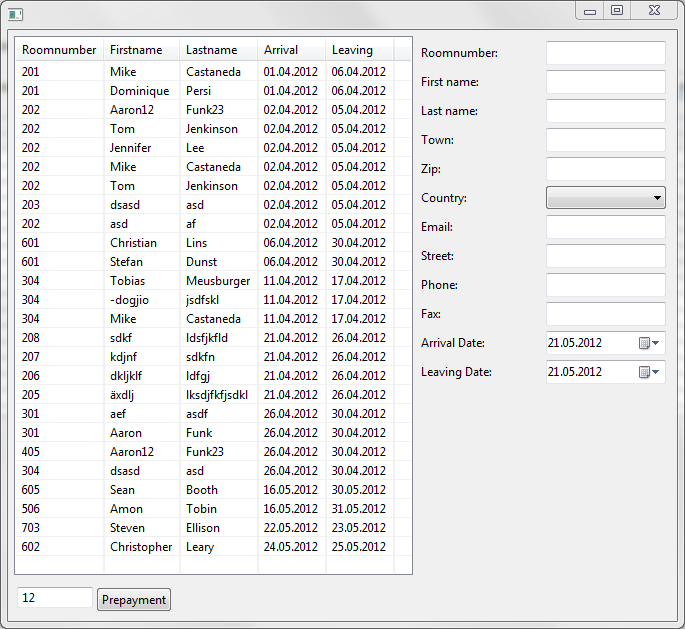 Roomnumber Firstname Lastname Arrival Leaving
201 Mike Castaneda 01.04.2012 06.04.2012
201 Dominique Persi 01.04.2012 06.04.2012
202 Aaron12 Funk23 02.04.2012 05.04.2012
202 Tom Jenkinson 02.04.2012 05.04.2012
202 Jennifer Lee 02.04.2012 05.04.2012
202 Mike Castaneda 02.04.2012 05.04.2012
202 Tom Jenkinson 02.04.2012 05.04.2012
203 dsasd asd 02.04.2012 05.04.2012
202 asd af 02.04.2012 05.04.2012
601 Christian Lins 06.04.2012 30.04.2012
601 Stefan Dunst 06.04.2012 30.04.2012
304 Tobias Meusburger 11.04.2012 17.04.2012
304 -dogjio jsdfskl 11.04.2012 17.04.2012
304 Mike Castaneda 11.04.2012 17.04.2012
208 sdkf ldsfjkfld 21.04.2012 26.04.2012
207 kdjnf sdkfn 21.04.2012 26.04.2012
206 dkljklf ldfgj 21.04.2012 26.04.2012
205 äxdlj lksdjfkfjsdkl 21.04.2012 26.04.2012
301 aef asdf 26.04.2012 30.04.2012
301 Aaron Funk 26.04.2012 30.04.2012
405 Aaron12 Funk23 26.04.2012 30.04.2012
304 dsasd asd 26.04.2012 30.04.2012
605 Sean Booth 16.05.2012 30.05.2012
506 Amon Tobin 16.05.2012 31.05.2012
703 Steven Ellison 22.05.2012 23.05.2012
602 Christopher Leary 24.05.2012 25.05.2012
12 Prepayment
Roomnumber:
First name:
Last name:
Town:
Zip:
Country:
Email:
Street:
Phone:
Fax:
Arrival Date: 21.05.2012
Leaving Date: 21.05.2012